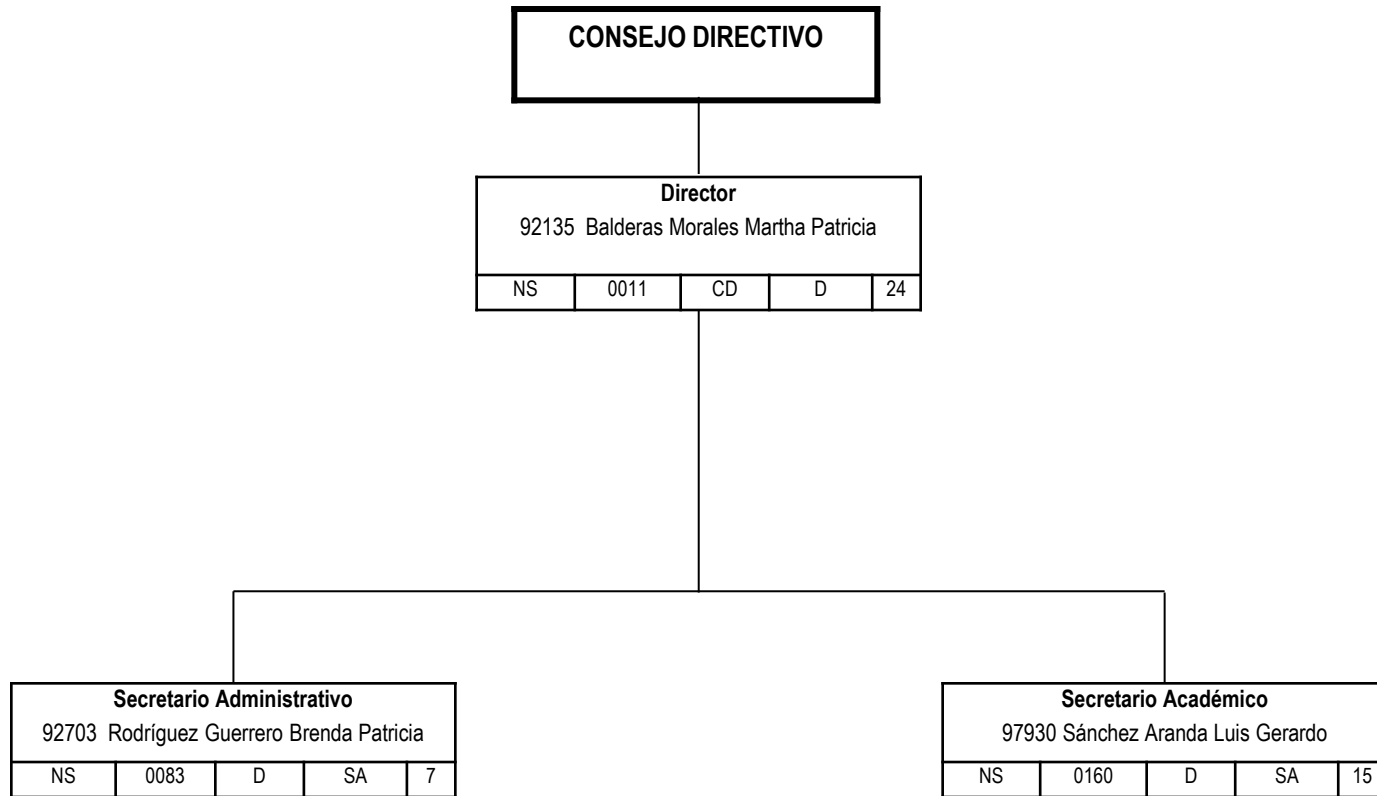 CONSEJO DIRECTIVO
Director
92135 Balderas Morales Martha Patricia
NS 0011 CD D 24
Secretario Administrativo
92703 Rodríguez Guerrero Brenda Patricia
NS 0083 D SA 7
Secretario Académico
97930 Sánchez Aranda Luis Gerardo
NS 0160 D SA 15